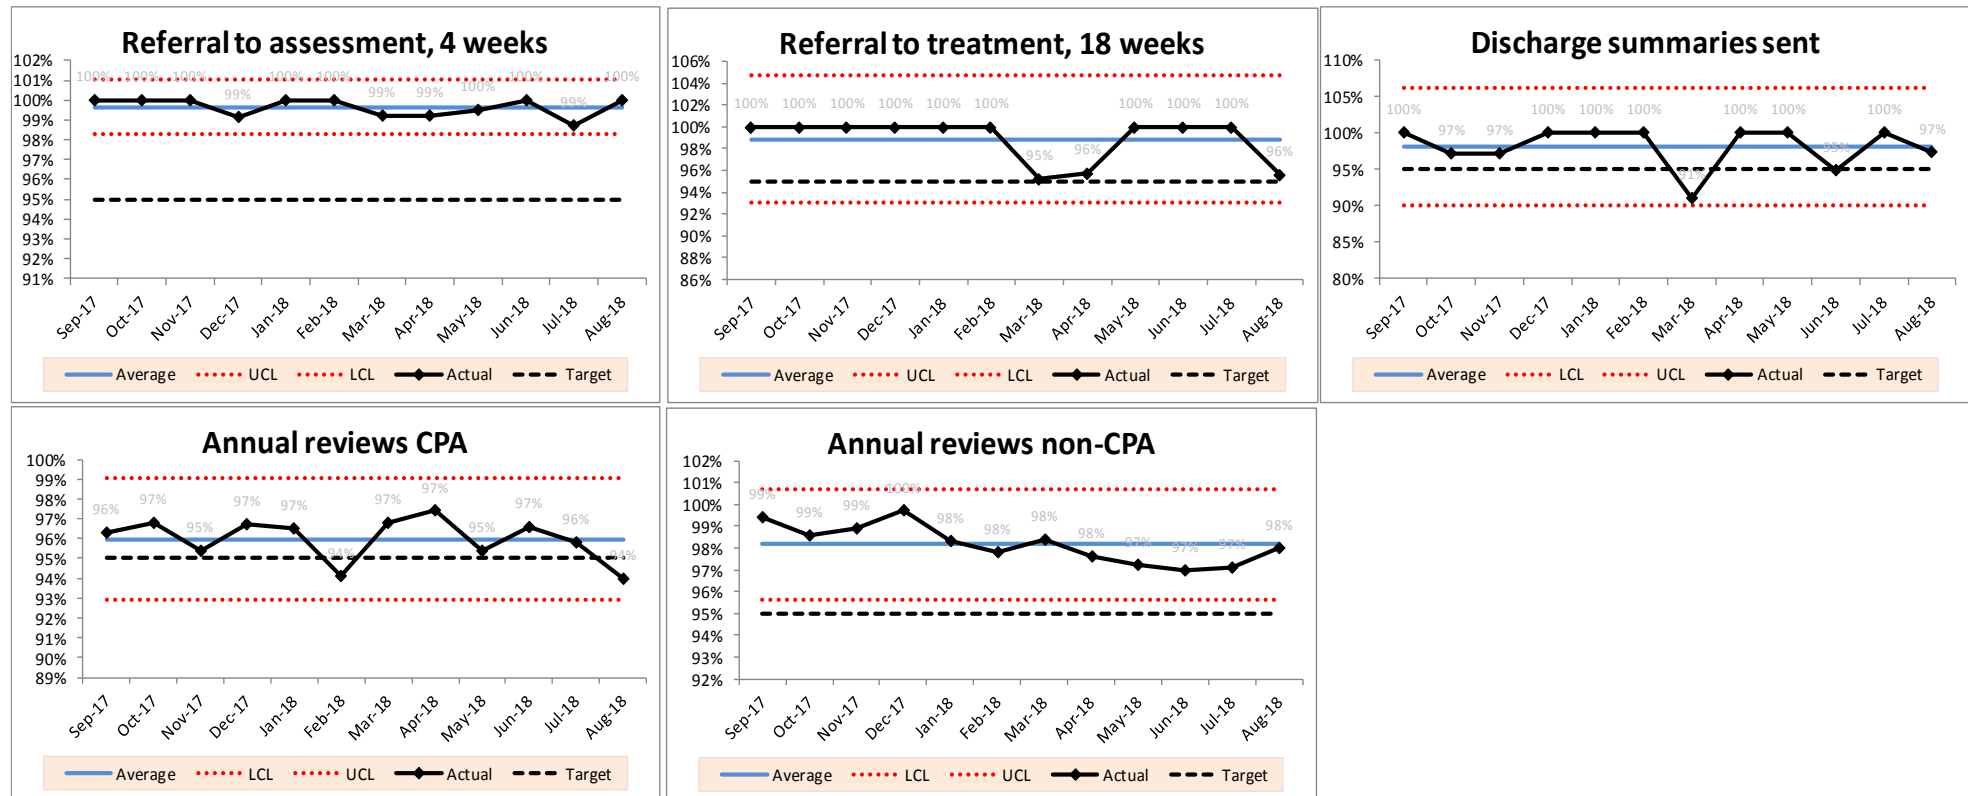 Referral to assessment, 4 weeks
102%
101%
100%
99%
98%
97%
96%
95%
94%
93%
92%
91%
100% 100% 100% 99% 100% 100% 99% 99% 100% 100% 99% 100%
Sep-17 Oct-17 Nov-17 Dec-17 Jan-18 Feb-18 Mar-18 Apr-18 May-18 Jun-18 Jul-18 Aug-18
Average UCL LCL Actual Target
Referral to treatment, 18 weeks
106%
104%
102%
100%
98%
96%
94%
92%
90%
88%
86%
100% 100% 100% 100% 100% 100% 95% 96% 100% 100% 100% 96%
Sep-17 Oct-17 Nov-17 Dec-17 Jan-18 Feb-18 Mar-18 Apr-18 May-18 Jun-18 Jul-18 Aug-18
Average UCL LCL Actual Target
Discharge summaries sent
110%
105%
100%
95%
90%
85%
80%
100% 97% 97% 100% 100% 100% 91% 100% 100% 95% 100% 97%
Sep-17 Oct-17 Nov-17 Dec-17 Jan-18 Feb-18 Mar-18 Apr-18 May-18 Jun-18 Jul-18 Aug-18
Average LCL UCL Actual Target
Annual reviews CPA
100%
99%
98%
97%
96%
95%
94%
93%
92%
91%
90%
89%
96% 97% 95% 97% 97% 94% 97% 97% 95% 97% 96% 94%
Sep-17 Oct-17 Nov-17 Dec-17 Jan-18 Feb-18 Mar-18 Apr-18 May-18 Jun-18 Jul-18 Aug-18
Average LCL UCL Actual Target
Annual reviews non-CPA
102%
101%
100%
99%
98%
97%
96%
95%
94%
93%
92%
99% 99% 99% 100% 98% 98% 98% 98% 97% 97% 97% 98%
Sep-17 Oct-17 Nov-17 Dec-17 Jan-18 Feb-18 Mar-18 Apr-18 May-18 Jun-18 Jul-18 Aug-18
Average LCL UCL Actual Target